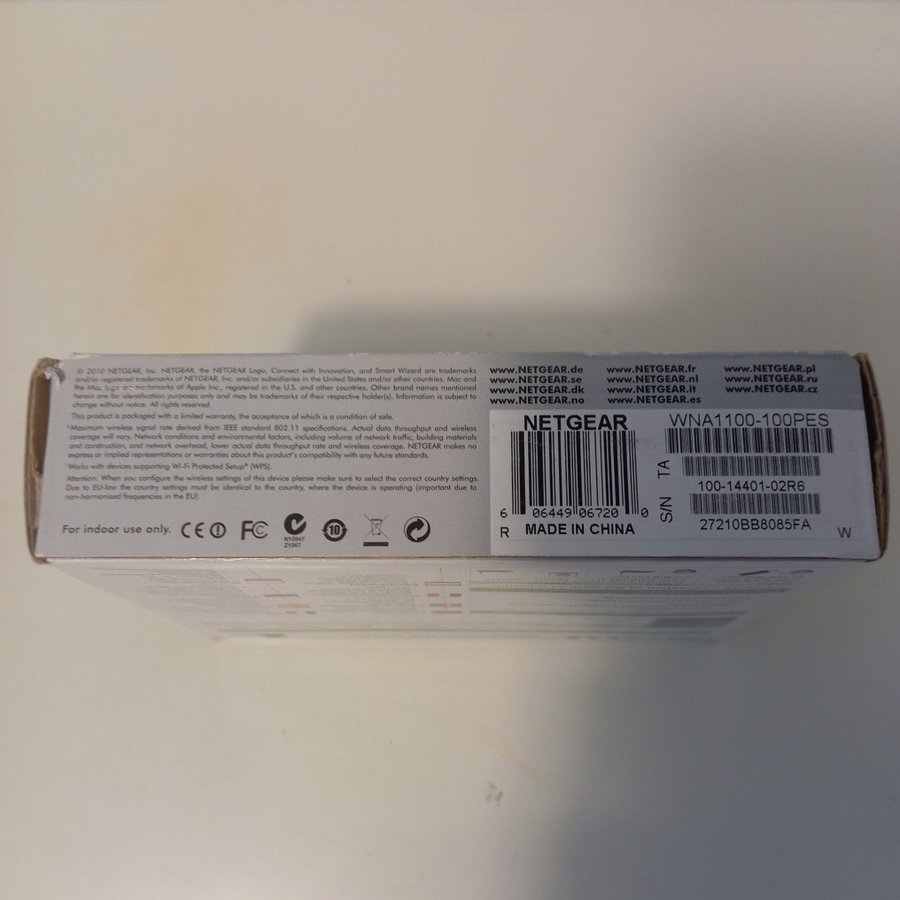 © 2010 NETGEAR, Inc. NETGEAR, the NETGEAR Logo, Connect with Innovation, and Smart Wizard are trademarks
and/or registered trademarks of NETGEAR, Inc. and/or subsidiaries in the United States and/or other countries. Mac and
the Mac logo are trademarks of Apple Inc., registered in the U.S. and other countries. Other brand names mentioned
herein are for identification purposes only and may be trademarks of their respective holder(s). Information is subject to
change without notice. All rights reserved.
This product is packaged with a limited warranty, the acceptance of which is a condition of sale.
Maximum wireless signal rate derived from IEEE standard 802.11 specifications. Actual data throughput and wireless
coverage will vary. Network conditions and environmental factors, including volume of network traffic, building materials
and construction, and network overhead, lower actual data throughput rate and wireless coverage. NETGEAR makes no
express or implied representations or warranties about this product's compatibility with any future standards.
Works with devices supporting Wi-Fi Protected Setup® (WPS).
Attention: When you configure the wireless settings of this device please make sure to select the correct country settings.
Due to EU-law the country settings must be identical to the country, where the device is operating (important due to
non-harmonised frequencies in the EU).
For indoor use only.
CE FC
N10947
Z1067
10
www.NETGEAR.de www.NETGEAR.fr www.NETGEAR.pl
www.NETGEAR.se www.NETGEAR.nl www.NETGEAR.ru
www.NETGEAR.dk www.NETGEAR.it www.NETGEAR.cz
www.NETGEAR.no www.NETGEAR.es
NETGEAR
6 06449 06720 0
R MADE IN CHINA
WNA1100-100PES
TA
100-14401-02R6
S/N
27210BB8085FA
W